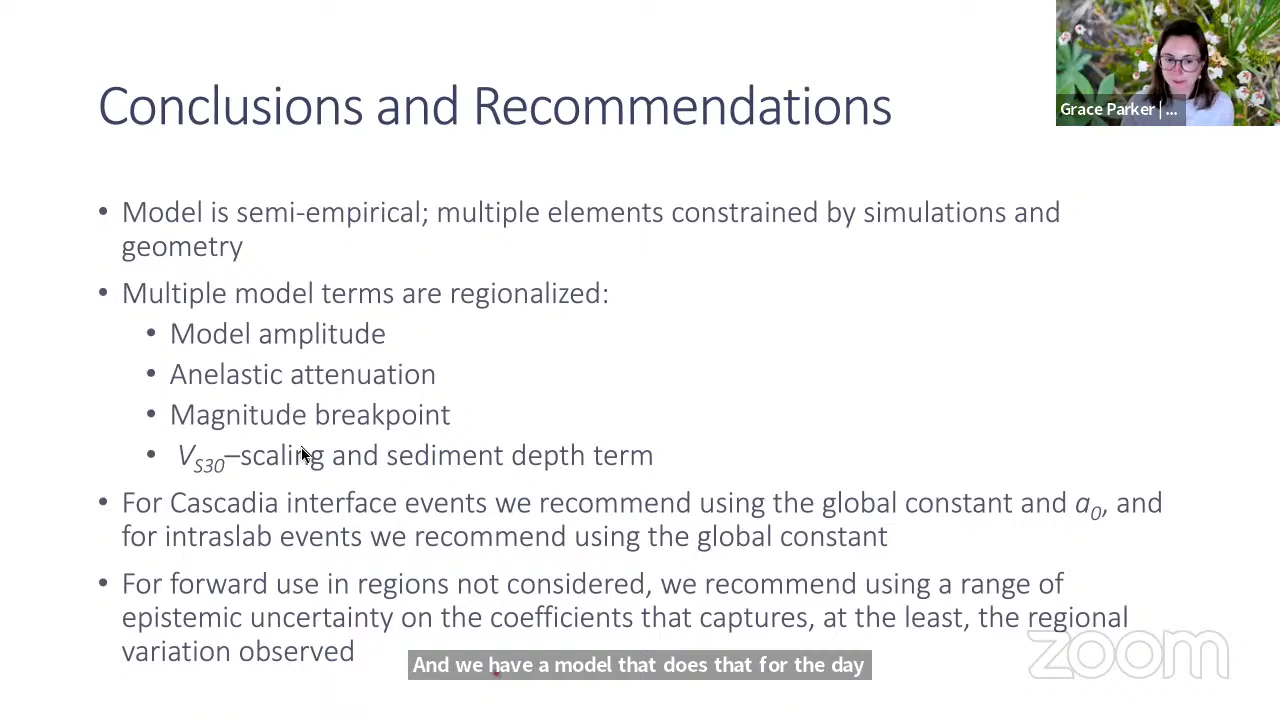 Conclusions and Recommendations
Grace Parker | ...
• Model is semi-empirical; multiple elements constrained by simulations and
geometry
• Multiple model terms are regionalized:
• Model amplitude
• Anelastic attenuation
• Magnitude breakpoint
• VS30–scaling and sediment depth term
• For Cascadia interface events we recommend using the global constant and a0, and
for intraslab events we recommend using the global constant
• For forward use in regions not considered, we recommend using a range of
epistemic uncertainty on the coefficients that captures, at the least, the regional
variation observed
zoom
And we have a model that does that for the day